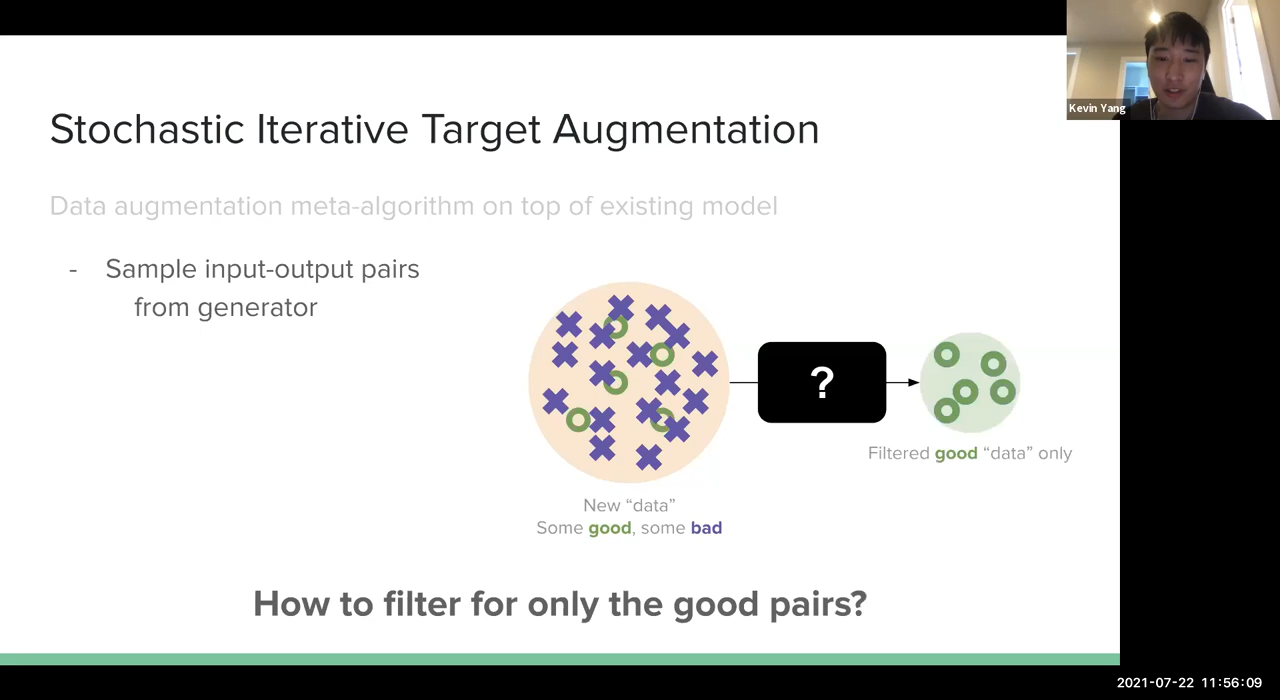 Kevin Yang
Stochastic Iterative Target Augmentation
Data augmentation meta-algorithm on top of existing model
- Sample input-output pairs
from generator
?
Filtered good “data” only
New “data”
Some good, some bad
How to filter for only the good pairs?
2021-07-22 11:56:09